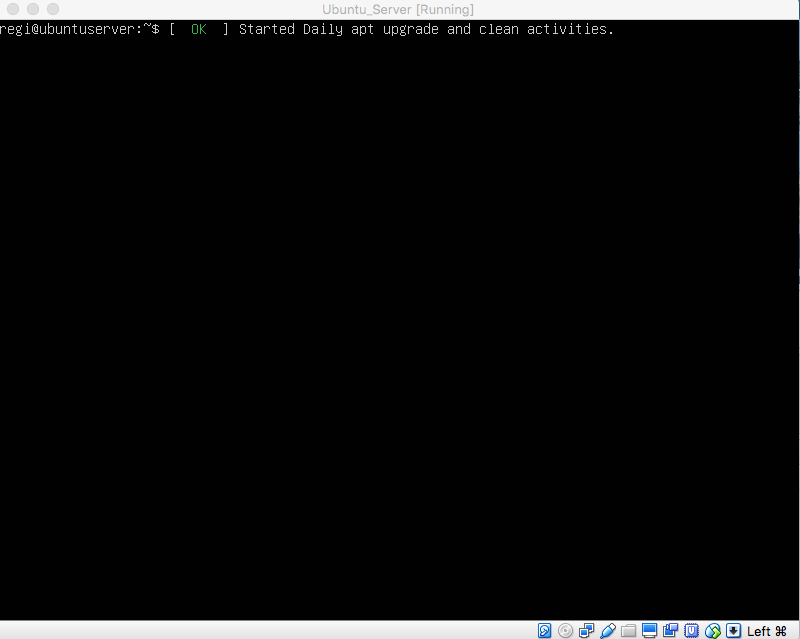 Ubuntu_Server [Running]
regi@ubuntuserver:~$ [  OK  ] Started Daily apt upgrade and clean activities.
Left ⌘